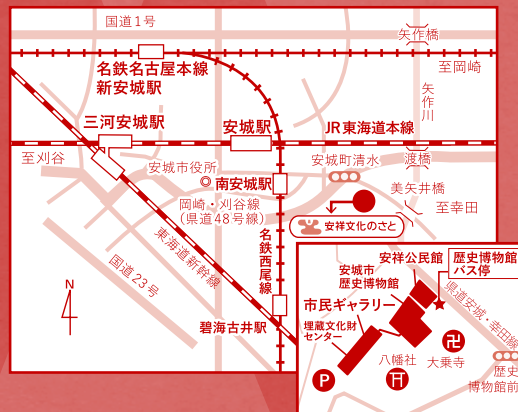 国道1号
矢作橋
名鉄名古屋本線
新安城駅
至岡崎
矢作川
三河安城駅
安城駅
JR東海道本線
至刈谷
安城市役所
安城町清水
渡橋
南安城駅
美矢井橋
岡崎・刈谷線
(県道48号線)
至幸田
安祥文化のさと
東海道新幹線
名鉄西尾線
国道23号
N
碧海古井駅
安祥公民館
歴史博物館
バス停
安城市
歴史博物館
市民ギャラリー
県道安城・幸田線
埋蔵文化財
センター
八幡社
大乗寺
P
歴史
博物館前